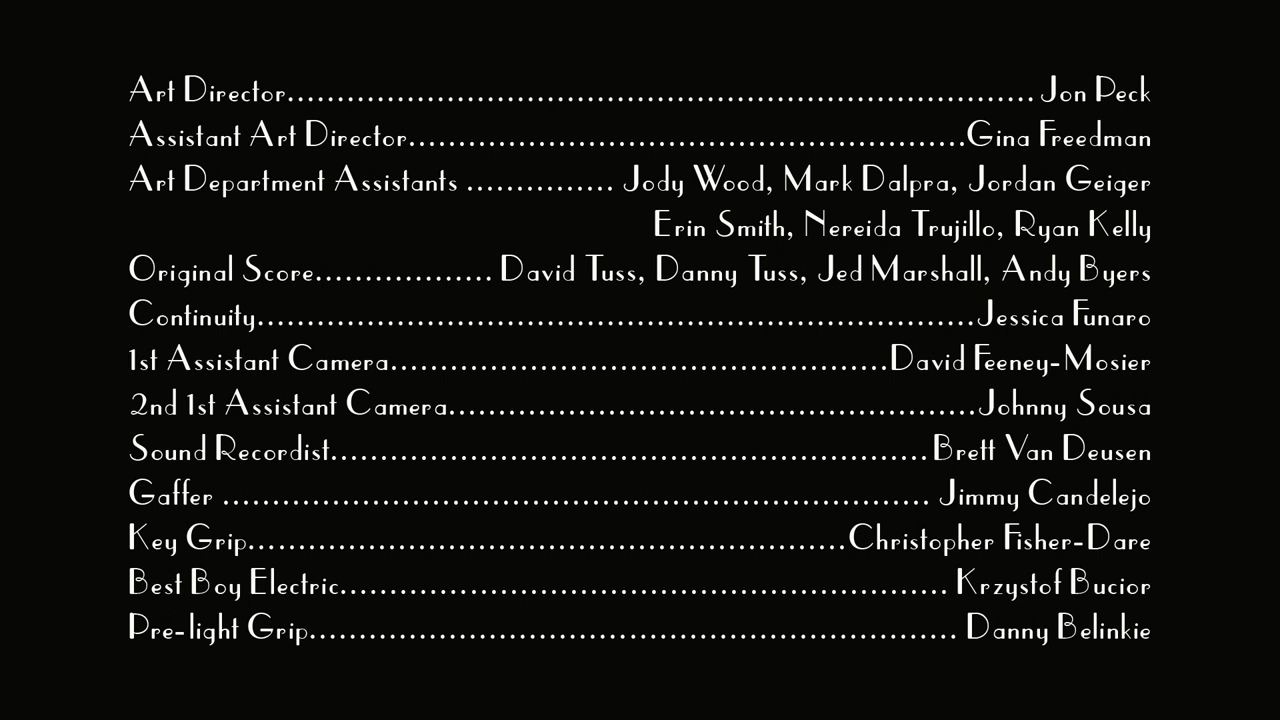 Art Director........................................................................... Jon Peck
Assistant Art Director........................................................Gina Freedman
Art Department Assistants ............... Jody Wood, Mark Dalpra, Jordan Geiger
Erin Smith, Nereida Trujillo, Ryan Kelly
Original Score.................. David Tuss, Danny Tuss, Jed Marshall, Andy Byers
Continuity........................................................................Jessica Funaro
1st Assistant Camera..................................................David Feeney-Mosier
2nd 1st Assistant Camera.....................................................Johnny Sousa
Sound Recordist............................................................Brett Van Deusen
Gaffer ....................................................................... Jimmy Candelejo
Key Grip............................................................Christopher Fisher-Dare
Best Boy Electric............................................................. Krzystof Bucior
Pre-light Grip................................................................. Danny Belinkie